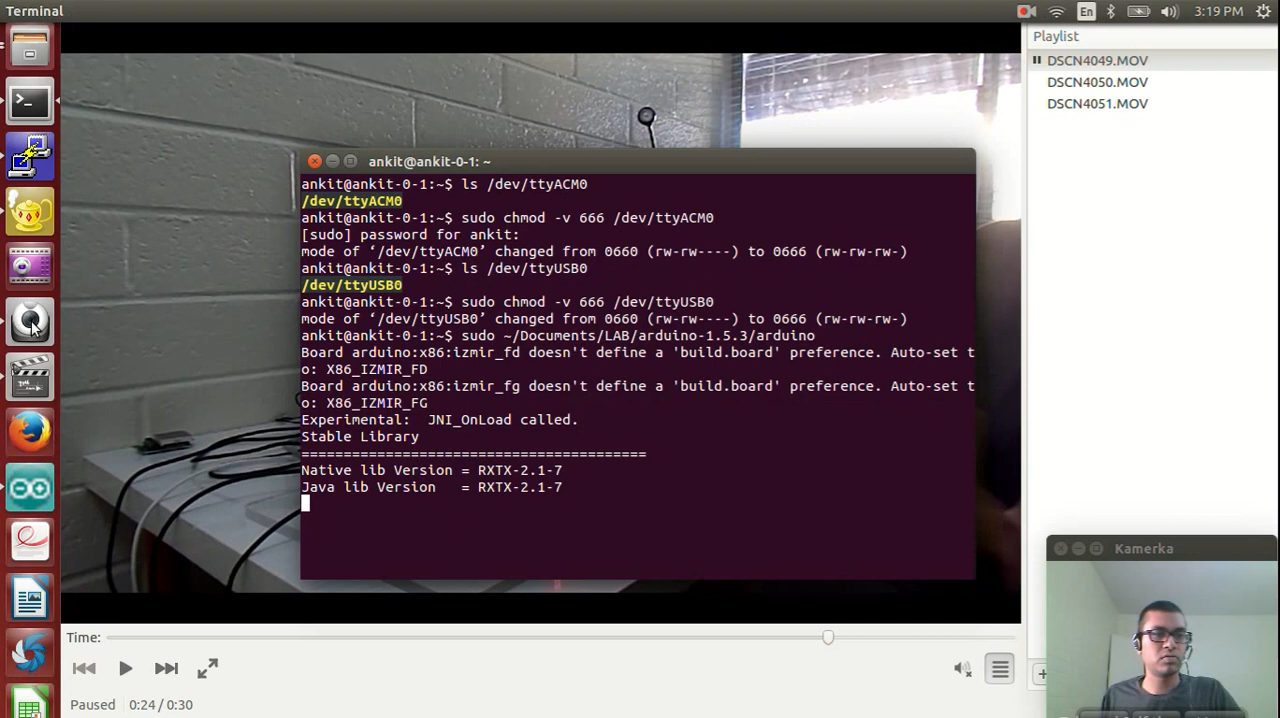 Terminal
En
3:19 PM
Playlist
DSCN4049.MOV
DSCN4050.MOV
DSCN4051.MOV
ankit@ankit-0-1: ~
ankit@ankit-0-1:~$ ls /dev/ttyACM0
/dev/ttyACM0
ankit@ankit-0-1:~$ sudo chmod -v 666 /dev/ttyACM0
[sudo] password for ankit:
mode of ‘/dev/ttyACM0’ changed from 0660 (rw-rw----) to 0666 (rw-rw-rw-)
ankit@ankit-0-1:~$ ls /dev/ttyUSB0
/dev/ttyUSB0
ankit@ankit-0-1:~$ sudo chmod -v 666 /dev/ttyUSB0
mode of ‘/dev/ttyUSB0’ changed from 0660 (rw-rw----) to 0666 (rw-rw-rw-)
ankit@ankit-0-1:~$ sudo ~/Documents/LAB/arduino-1.5.3/arduino
Board arduino:x86:izmir_fd doesn't define a 'build.board' preference. Auto-set t
o: X86_IZMIR_FD
Board arduino:x86:izmir_fg doesn't define a 'build.board' preference. Auto-set t
o: X86_IZMIR_FG
Experimental:  JNI_OnLoad called.
Stable Library
=========================================
Native lib Version = RXTX-2.1-7
Java lib Version   = RXTX-2.1-7
Kamerka
Time:
Paused
0:24 / 0:30